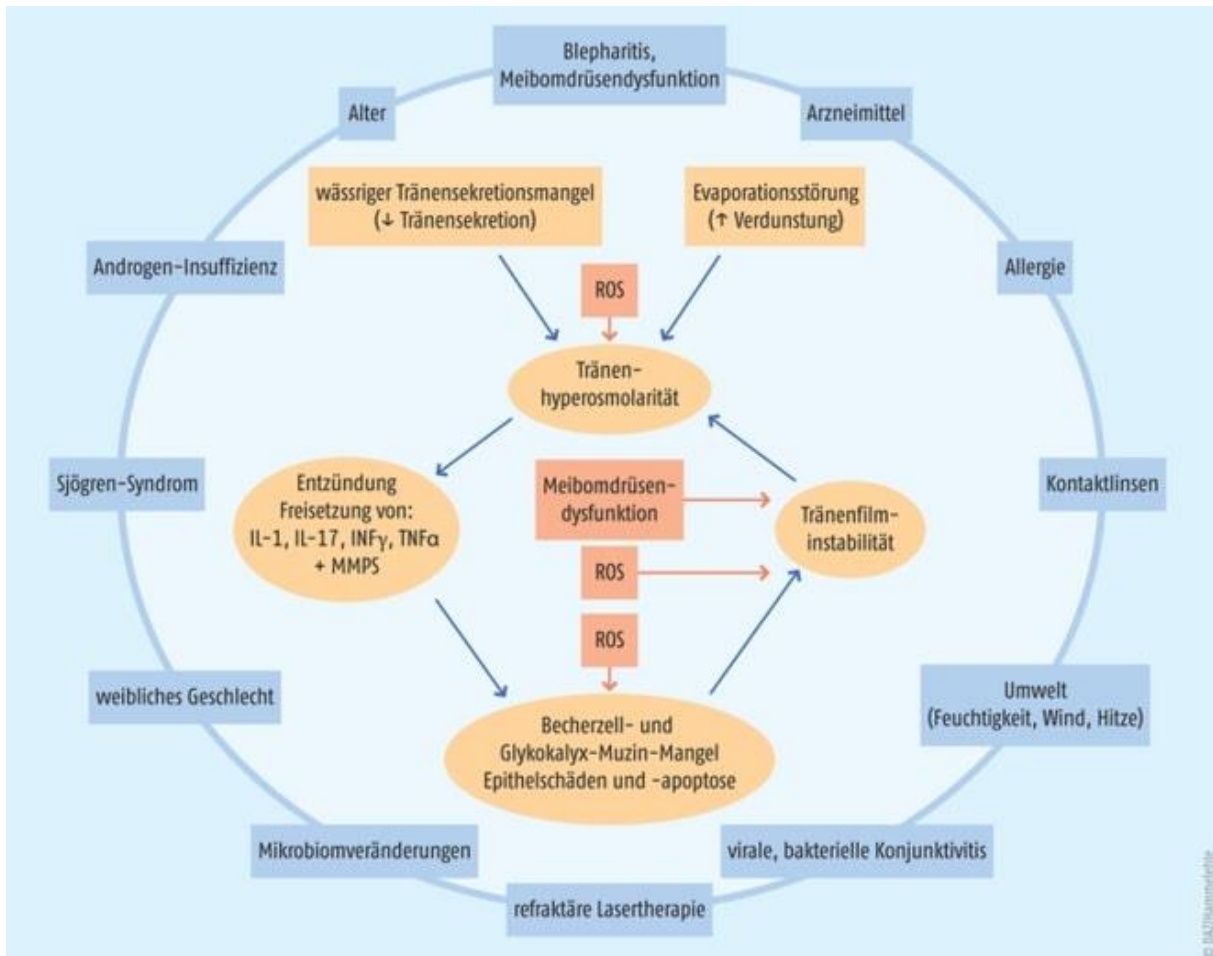 Blepharitis,
Meibomdrüsendysfunktion
Alter
Arzneimittel
wässriger Tränensekretionsmangel
(↓ Tränensekretion)
Evaporationsstörung
(↑ Verdunstung)
Androgen-Insuffizienz
Allergie
ROS
Tränen-
hyperosmolarität
Sjögren-Syndrom
Entzündung
Freisetzung von:
IL-1, IL-17, INFγ, TNFα
+ MMPS
Meibomdrüsen-
dysfunktion
Tränenfilm-
instabilität
Kontaktlinsen
ROS
ROS
weibliches Geschlecht
Umwelt
(Feuchtigkeit, Wind, Hitze)
Becherzell- und
Glykokalyx-Muzin-Mangel
Epithelschäden und -apoptose
Mikrobiomveränderungen
virale, bakterielle Konjunktivitis
refraktäre Lasertherapie